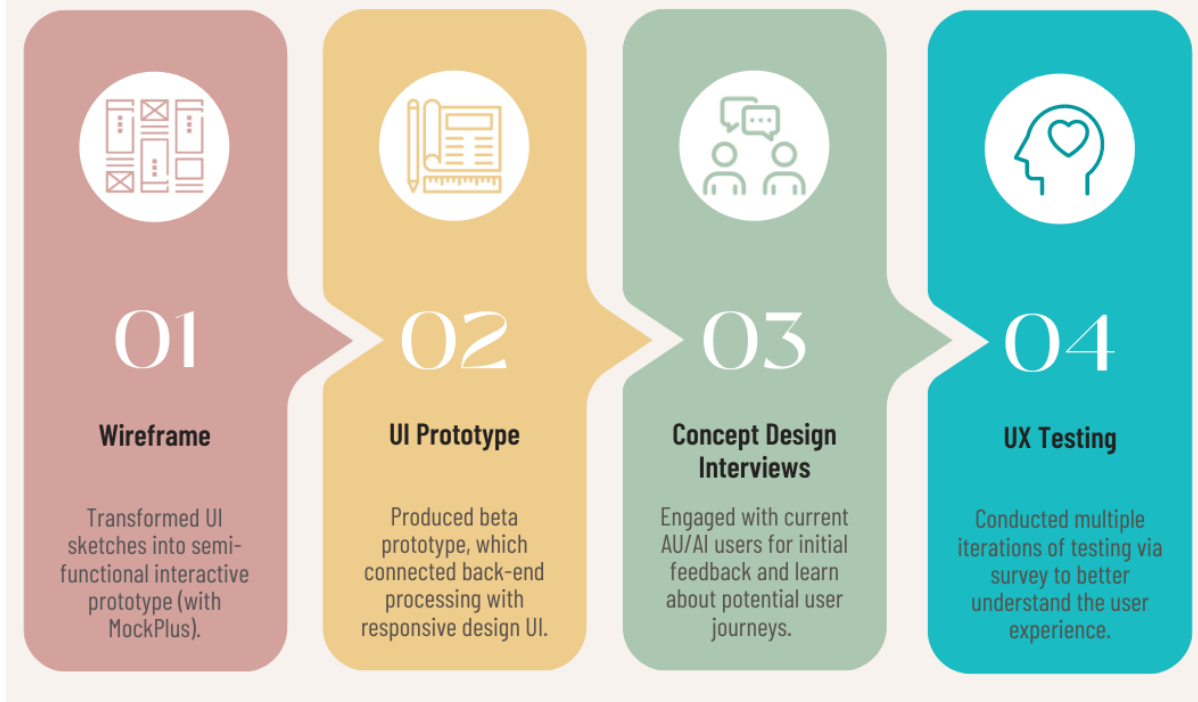 01
Wireframe
Transformed UI
sketches into semi-
functional interactive
prototype (with
MockPlus).
02
UI Prototype
Produced beta
prototype, which
connected back-end
processing with
responsive design UI.
03
Concept Design
Interviews
Engaged with current
AU/AI users for initial
feedback and learn
about potential user
journeys.
04
UX Testing
Conducted multiple
iterations of testing via
survey to better
understand the user
experience.